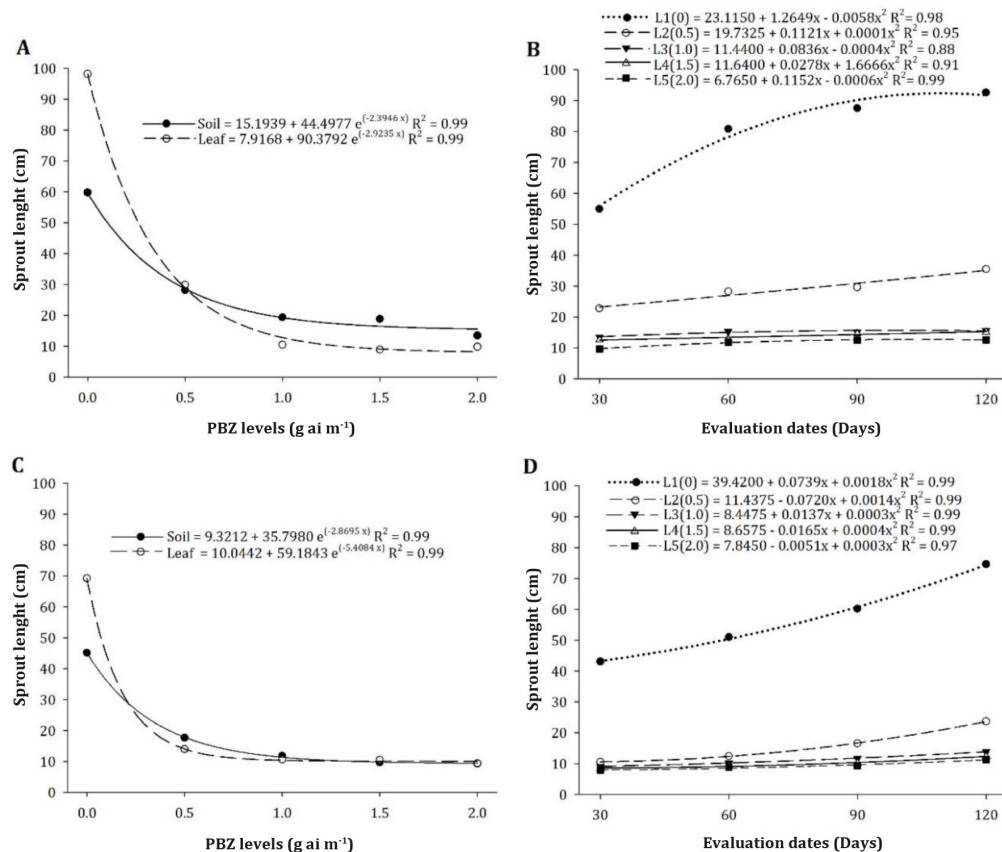 A
100
90
80
70
60
50
40
30
20
10
0
Sprout lenght (cm)
Soil = 15.1939 + 44.4977 e(-2.3946 x) R2 = 0.99
Leaf = 7.9168 + 90.3792 e(-2.9235x) R2 = 0.99
0.0 0.5 1.0 1.5 2.0
PBZ levels (g ai m-1)
B
L1(0) = 23.1150 + 1.2649x - 0.0058x2 R2 = 0.98
L2(0.5) = 19.7325 + 0.1121x + 0.0001x2 R2 = 0.95
L3(1.0) = 11.4400 + 0.0836x - 0.0004x2 R2 = 0.88
L4(1.5) = 11.6400 + 0.0278x + 1.6666x2 R2 = 0.91
L5(2.0) = 6.7650 + 0.1152x - 0.0006x2 R2 = 0.99
100
90
80
70
60
50
40
30
20
10
0
Sprout lenght (cm)
30 60 90 120
Evaluation dates (Days)
C
100
90
80
70
60
50
40
30
20
10
0
Sprout lenght (cm)
Soil = 9.3212 + 35.7980 e(-2.8695 x) R2 = 0.99
Leaf = 10.0442 + 59.1843 e(-5.4084 x) R2 = 0.99
0.0 0.5 1.0 1.5 2.0
PBZ levels (g ai m-1)
D
L1(0) = 39.4200 + 0.0739x + 0.0018x2 R2 = 0.99
L2(0.5) = 11.4375 - 0.0720x + 0.0014x2 R2 = 0.99
L3(1.0) = 8.4475 + 0.0137x + 0.0003x2 R2 = 0.99
L4(1.5) = 8.6575 - 0.0165x + 0.0004x2 R2 = 0.99
L5(2.0) = 7.8450 - 0.0051x + 0.0003x2 R2 = 0.97
100
90
80
70
60
50
40
30
20
10
0
Sprout lenght (cm)
30 60 90 120
Evaluation dates (Days)